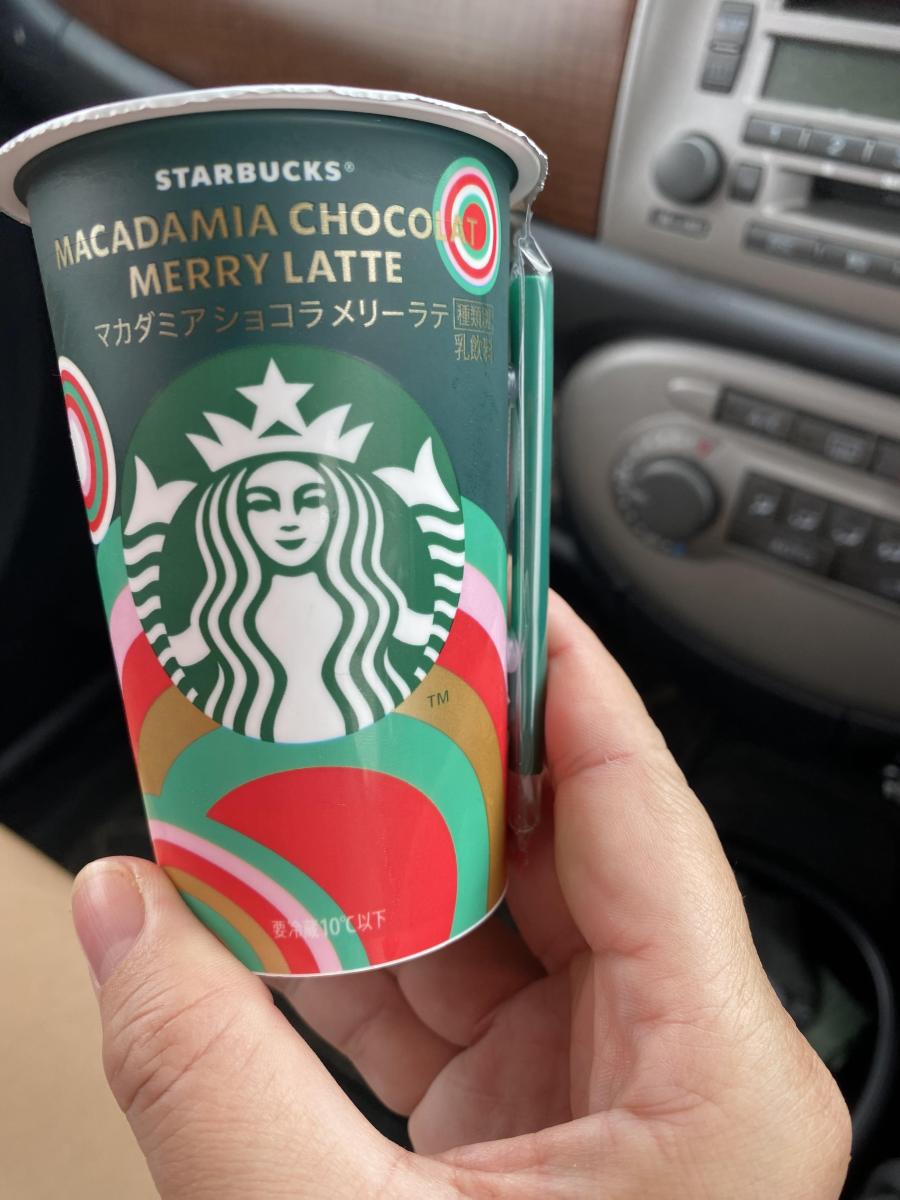 STARBUCKS®
MACADAMIA CHOCOLAT
MERRY LATTE
マカダミア ショコラ メリーラテ 種類別
乳飲料
TM
要冷蔵10℃以下